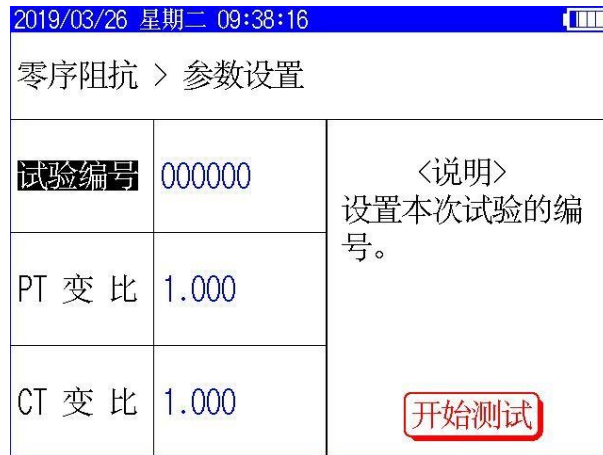 2019/03/26 星期二 09:38:16
零序阻抗 > 参数设置
试验编号 000000
<说明>
设置本次试验的编
号。
PT 变 比 1.000
CT 变 比 1.000
开始测试